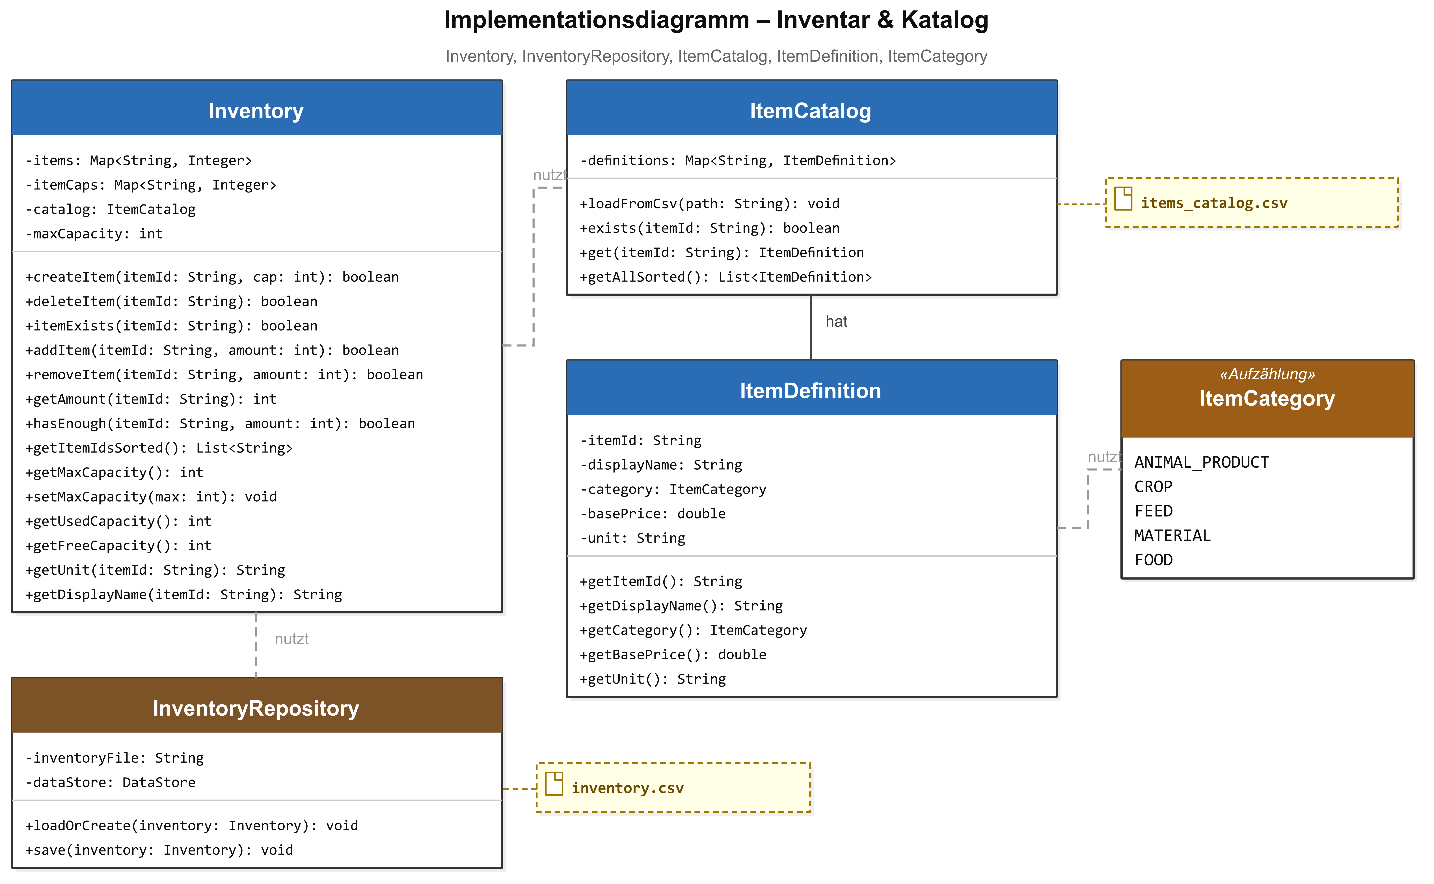 Implementationsdiagramm – Inventar & Katalog
Inventory, InventoryRepository, ItemCatalog, ItemDefinition, ItemCategory
Inventory
-items: Map<String, Integer>
-itemCaps: Map<String, Integer>
-catalog: ItemCatalog
-maxCapacity: int
+createItem(itemId: String, cap: int): boolean
+deleteItem(itemId: String): boolean
+itemExists(itemId: String): boolean
+addItem(itemId: String, amount: int): boolean
+removeItem(itemId: String, amount: int): boolean
+getAmount(itemId: String): int
+hasEnough(itemId: String, amount: int): boolean
+getItemIdsSorted(): List<String>
+getMaxCapacity(): int
+setMaxCapacity(max: int): void
+getUsedCapacity(): int
+getFreeCapacity(): int
+getUnit(itemId: String): String
+getDisplayName(itemId: String): String
nutzt
ItemCatalog
-definitions: Map<String, ItemDefinition>
+loadFromCsv(path: String): void
+exists(itemId: String): boolean
+get(itemId: String): ItemDefinition
+getAllSorted(): List<ItemDefinition>
items_catalog.csv
hat
ItemDefinition
-itemId: String
-displayName: String
-category: ItemCategory
-basePrice: double
-unit: String
+getItemId(): String
+getDisplayName(): String
+getCategory(): ItemCategory
+getBasePrice(): double
+getUnit(): String
nutzt
«Aufzählung»
ItemCategory
ANIMAL_PRODUCT
CROP
FEED
MATERIAL
FOOD
nutzt
InventoryRepository
-inventoryFile: String
-dataStore: DataStore
+loadOrCreate(inventory: Inventory): void
+save(inventory: Inventory): void
inventory.csv